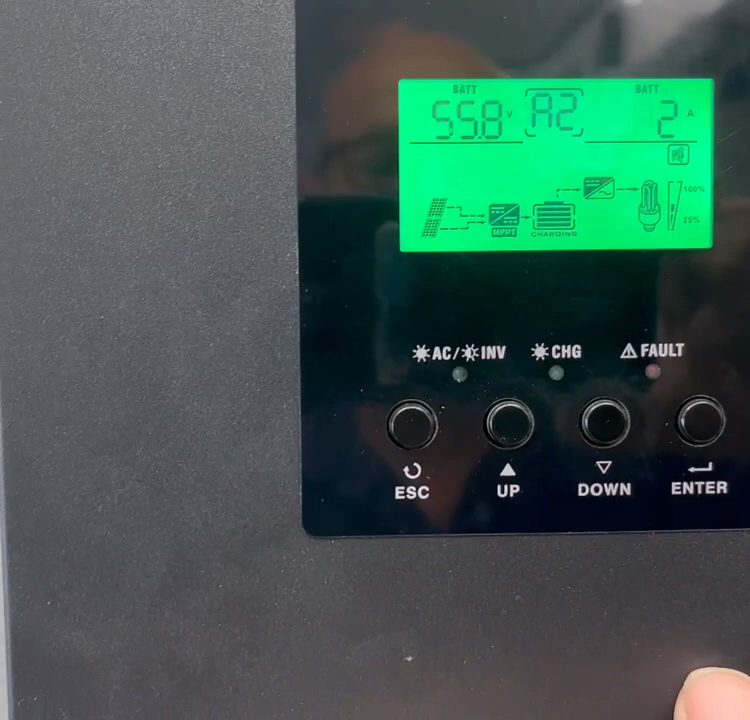 BATT BATT
55.8 V A2 2 A
100%
25%
MPPT CHARGING
AC/ INV CHG FAULT
ESC UP DOWN ENTER